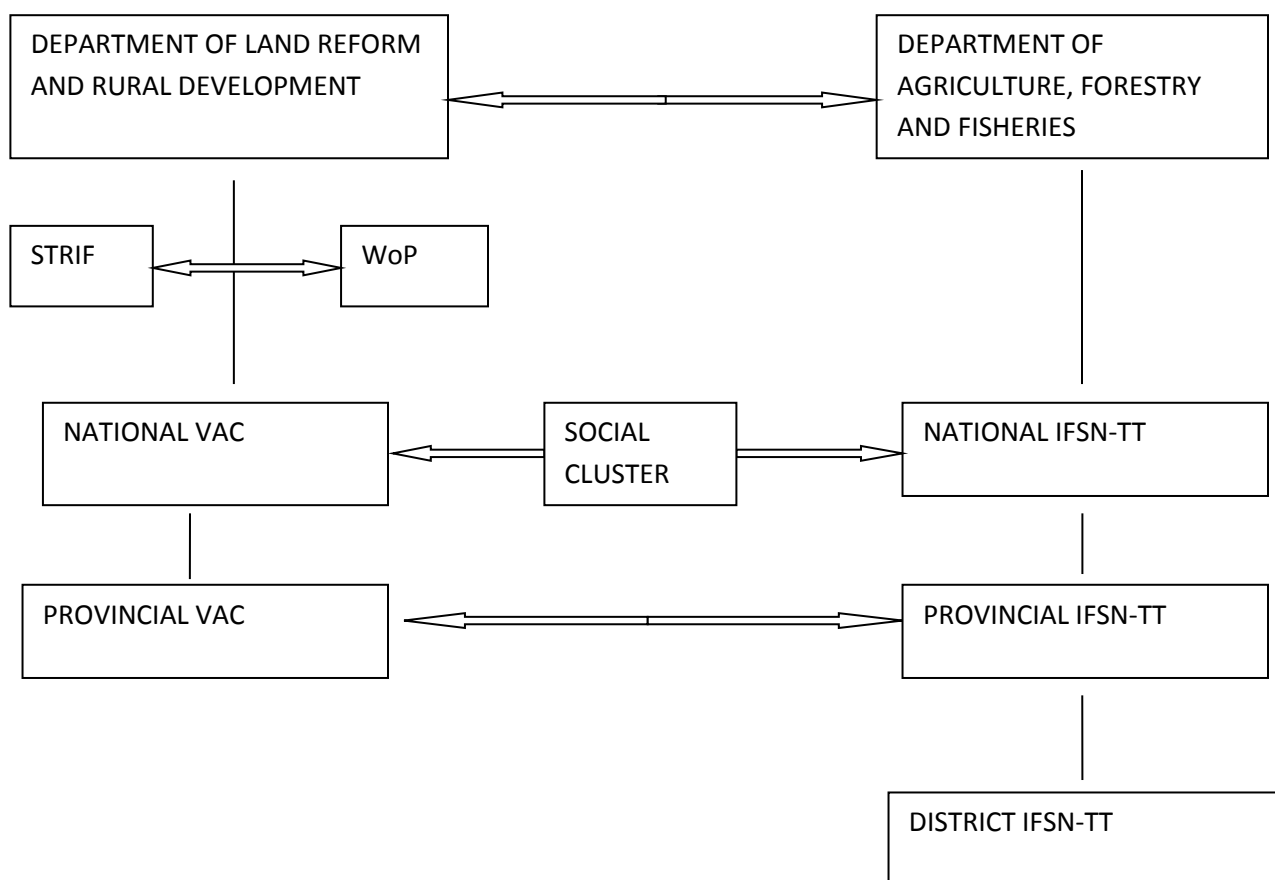 DEPARTMENT OF LAND REFORM
AND RURAL DEVELOPMENT
DEPARTMENT OF
AGRICULTURE, FORESTRY
AND FISHERIES
STRIF
WoP
NATIONAL VAC
SOCIAL
CLUSTER
NATIONAL IFSN-TT
PROVINCIAL VAC
PROVINCIAL IFSN-TT
DISTRICT IFSN-TT